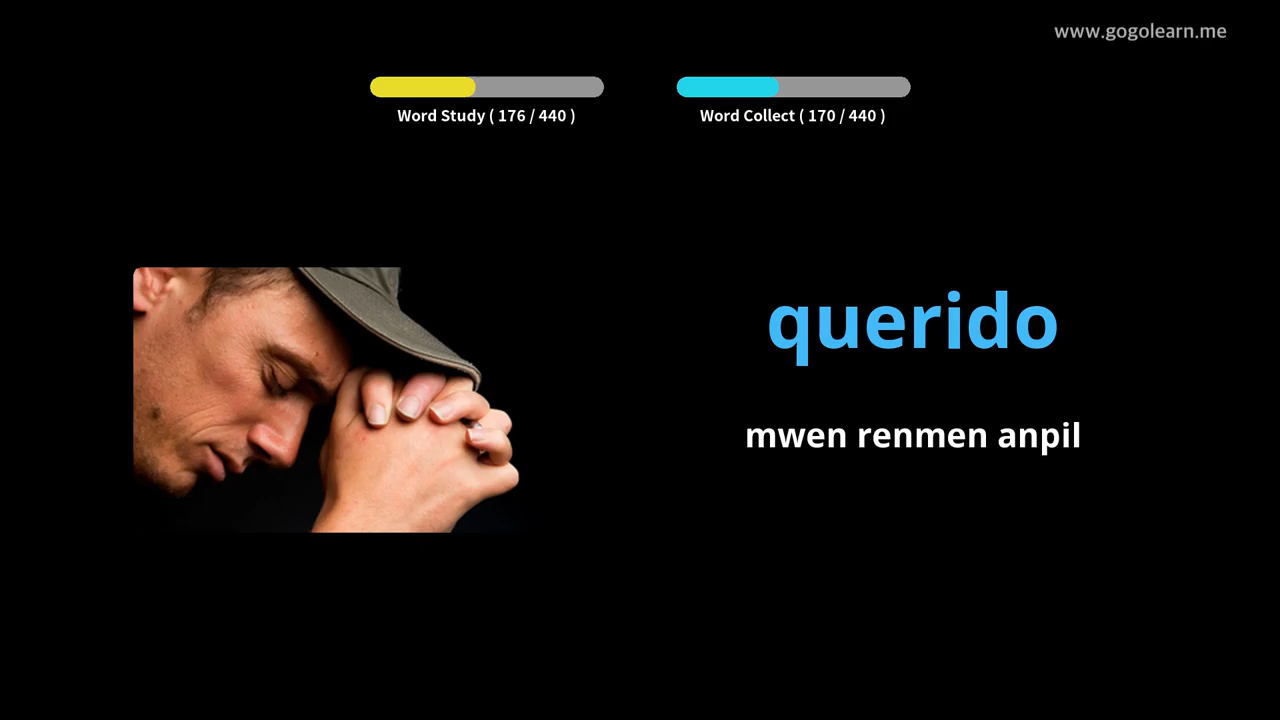 www.gogolearn.me
Word Study ( 176 / 440 )
Word Collect ( 170 / 440 )
querido
mwen renmen anpil